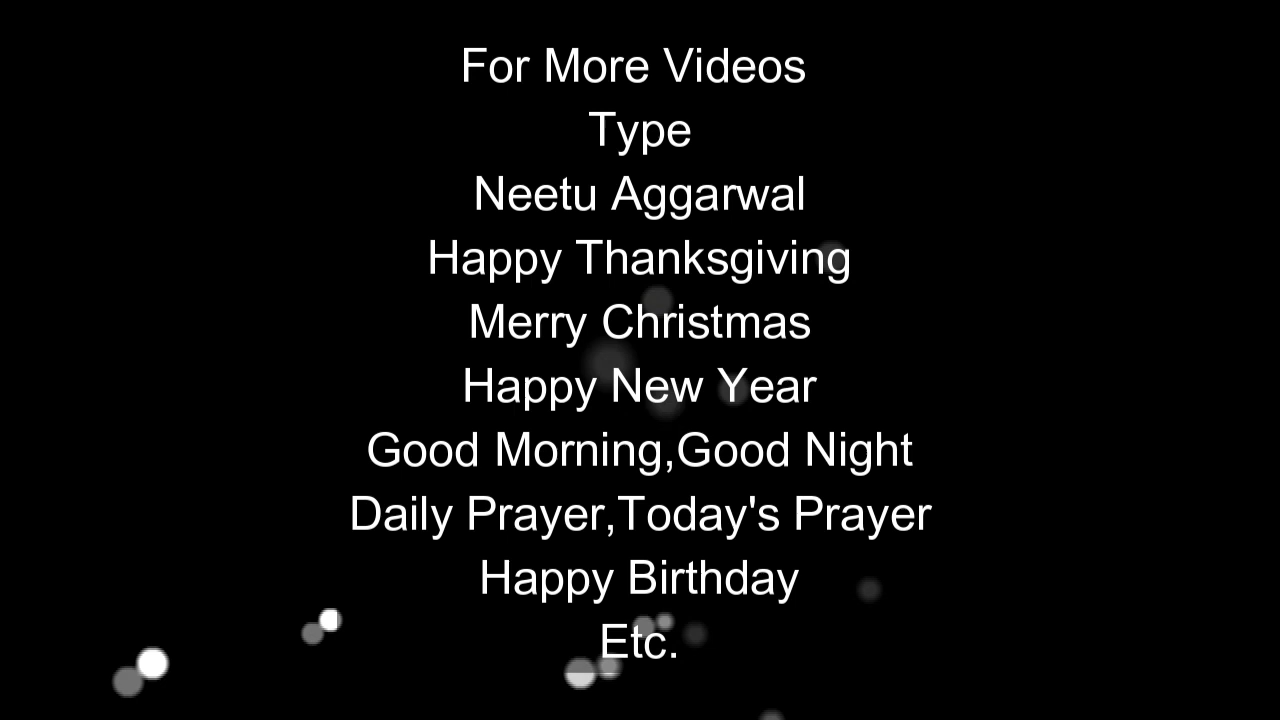 For More Videos
Type
Neetu Aggarwal
Happy Thanksgiving
Merry Christmas
Happy New Year
Good Morning,Good Night
Daily Prayer,Today's Prayer
Happy Birthday
Etc.